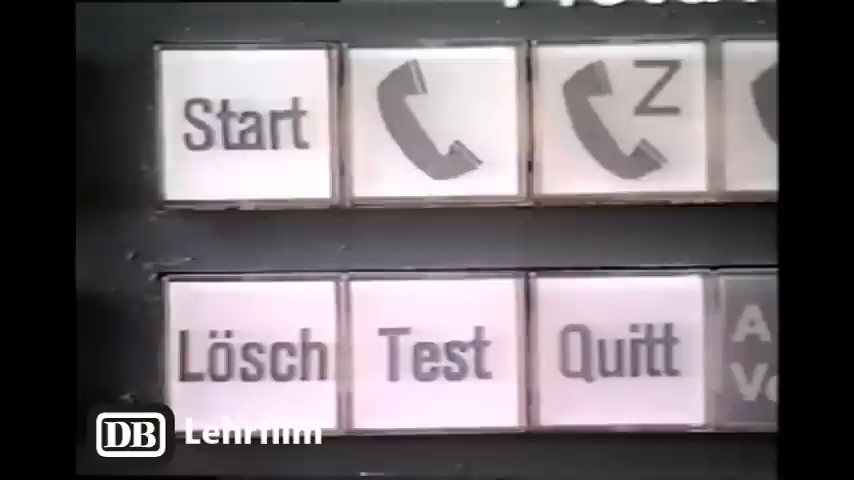 Start
Z
Lösch
Test
Quitt
A
DB
Lehrfilm